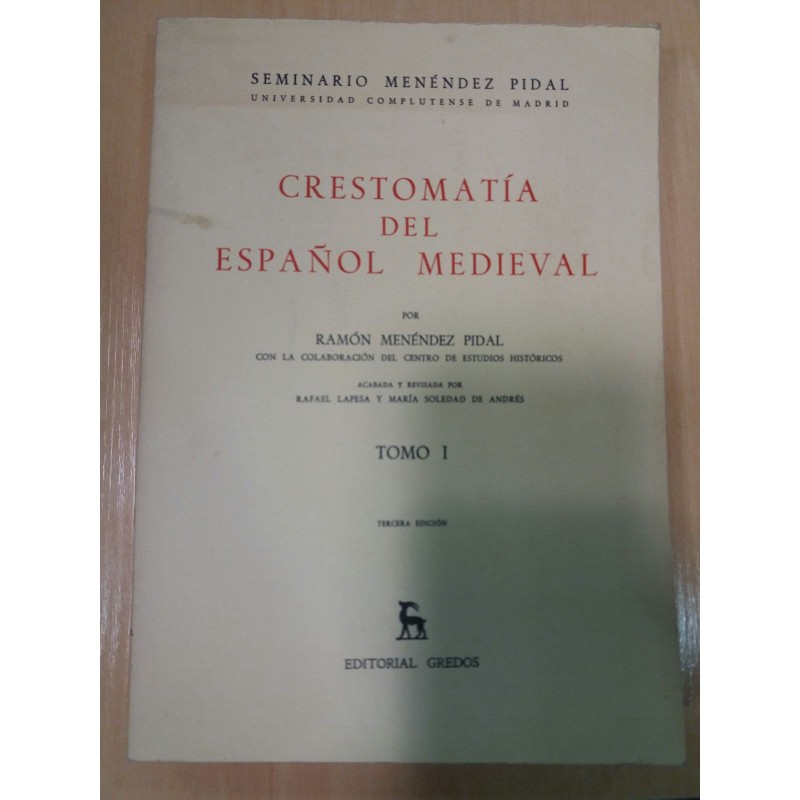 SEMINARIO MENÉNDEZ PIDAL
UNIVERSIDAD COMPLUTENSE DE MADRID
CRESTOMATÍA
DEL
ESPAÑOL MEDIEVAL
POR
RAMÓN MENÉNDEZ PIDAL
CON LA COLABORACIÓN DEL CENTRO DE ESTUDIOS HISTÓRICOS
ACABADA Y REVISADA POR
RAFAEL LAPESA Y MARÍA SOLEDAD DE ANDRÉS
TOMO I
TERCERA EDICIÓN
EDITORIAL GREDOS